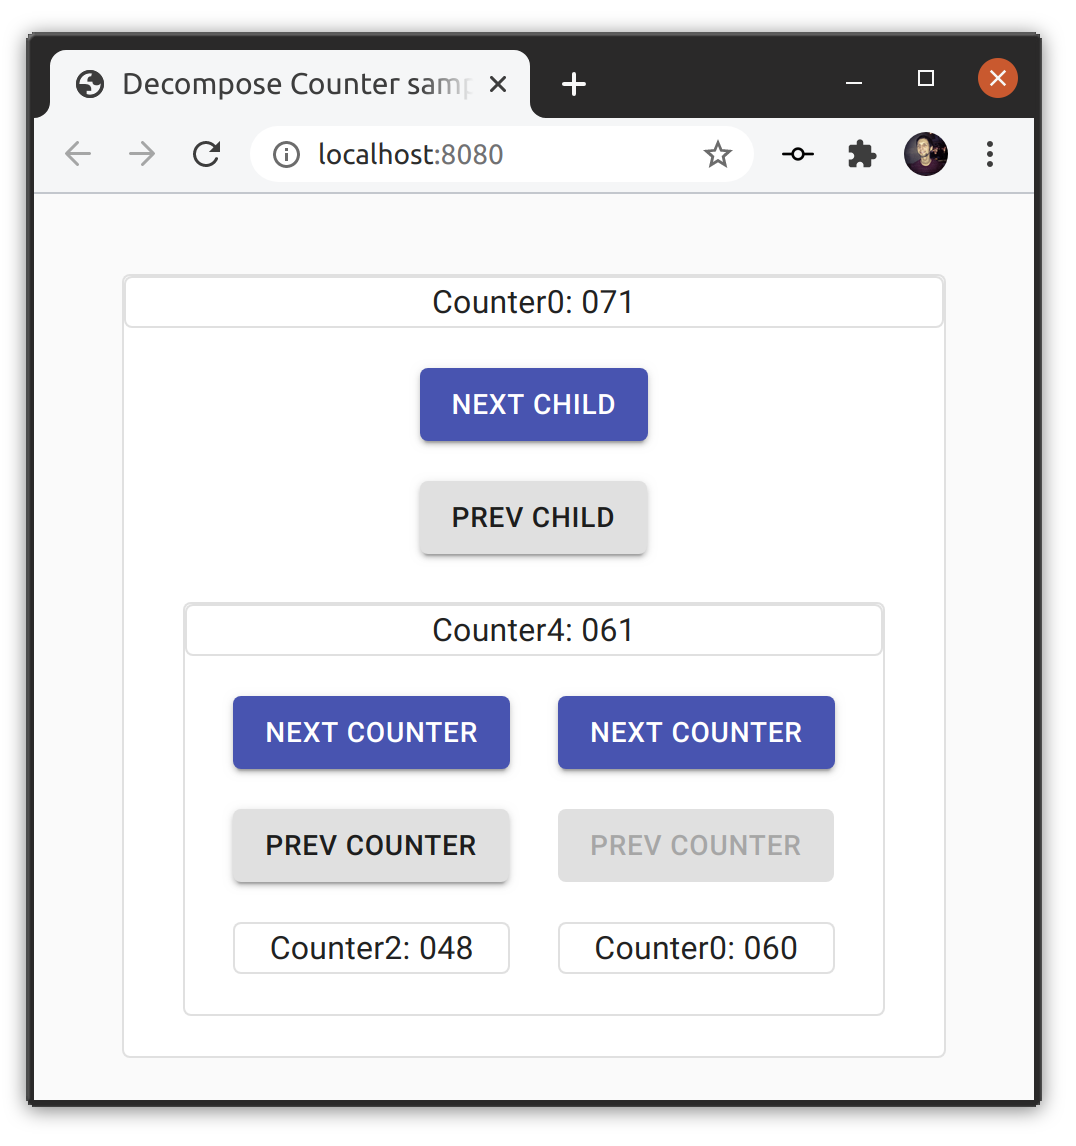 Decompose Counter samp
localhost:8080
Counter0: 071
NEXT CHILD
PREV CHILD
Counter4: 061
NEXT COUNTER NEXT COUNTER
PREV COUNTER PREV COUNTER
Counter2: 048 Counter0: 060